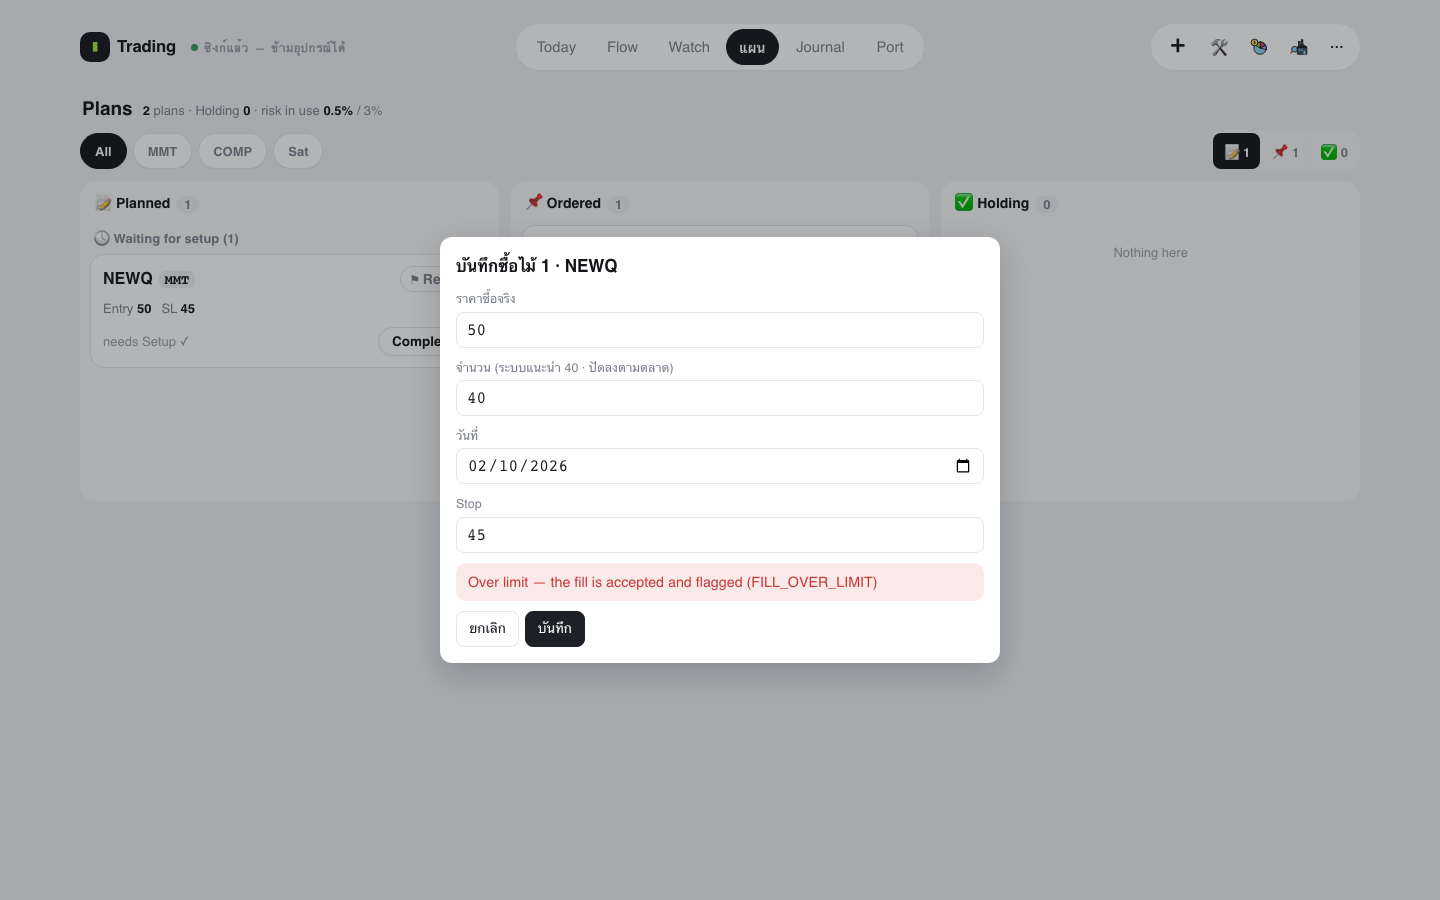 Trading
ซิงก์แล้ว — ข้ามอุปกรณ์ได้
Today
Flow
Watch
แผน
Journal
Port
Plans
2 plans · Holding 0 · risk in use 0.5% / 3%
All
MMT
COMP
Sat
1
1
0
Planned 1
Ordered 1
Holding 0
Waiting for setup (1)
Nothing here
NEWQ MMT
Entry 50 SL 45
needs Setup ✓
บันทึกซื้อไม้ 1 · NEWQ
ราคาซื้อจริง
50
จำนวน (ระบบแนะนำ 40 · ปัดลงตามตลาด)
40
วันที่
02/10/2026
Stop
45
Over limit — the fill is accepted and flagged (FILL_OVER_LIMIT)
ยกเลิก
บันทึก